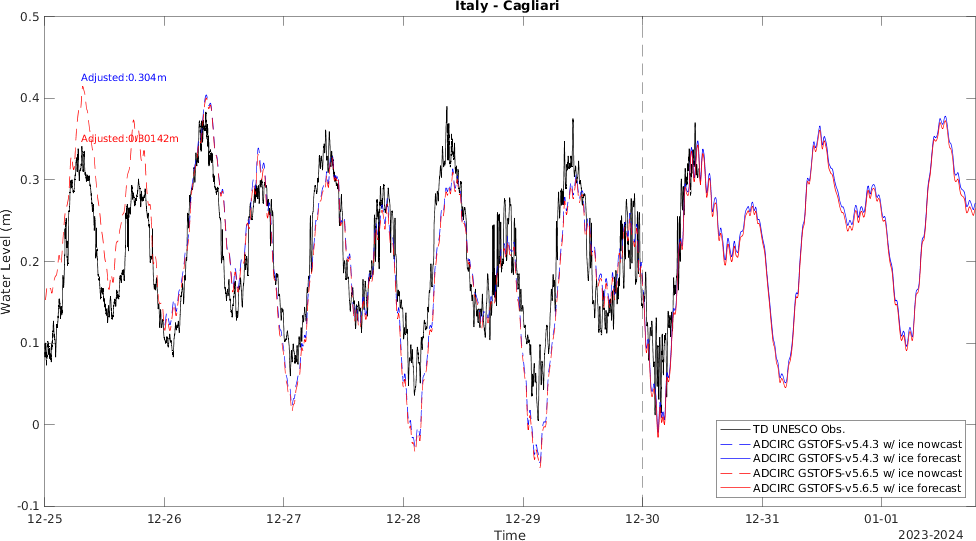 Italy - Cagliari
Water Level (m)
0.5
0.4
0.3
0.2
0.1
0
-0.1
Adjusted:0.304m
Adjusted:0.30142m
TD UNESCO Obs.
ADCIRC GSTOFS-v5.4.3 w/ ice nowcast
ADCIRC GSTOFS-v5.4.3 w/ ice forecast
ADCIRC GSTOFS-v5.6.5 w/ ice nowcast
ADCIRC GSTOFS-v5.6.5 w/ ice forecast
12-25 12-26 12-27 12-28 12-29 12-30 12-31 01-01
Time
2023-2024